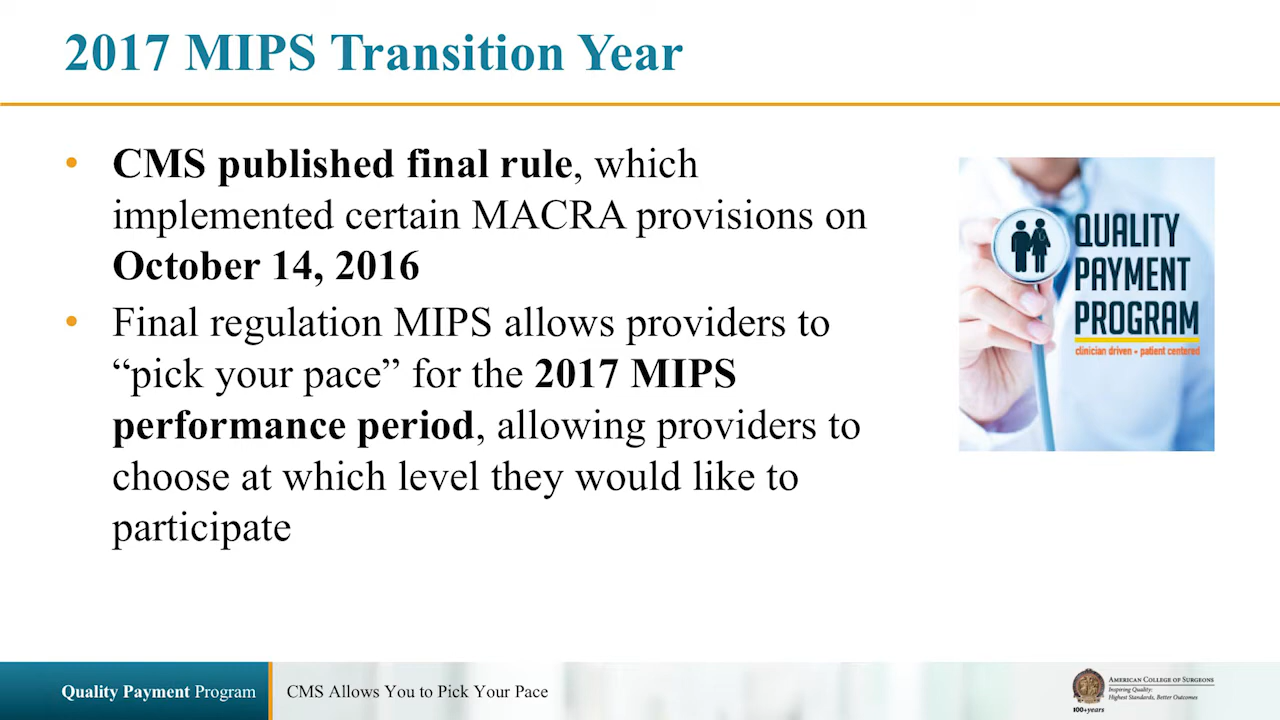 2017 MIPS Transition Year
• CMS published final rule, which
implemented certain MACRA provisions on
October 14, 2016
• Final regulation MIPS allows providers to
“pick your pace” for the 2017 MIPS
performance period, allowing providers to
choose at which level they would like to
participate
QUALITY
PAYMENT
PROGRAM
clinician driven • patient centered
Quality Payment Program
CMS Allows You to Pick Your Pace
AMERICAN COLLEGE OF SURGEONS
Inspiring Quality:
Highest Standards, Better Outcomes
100+years